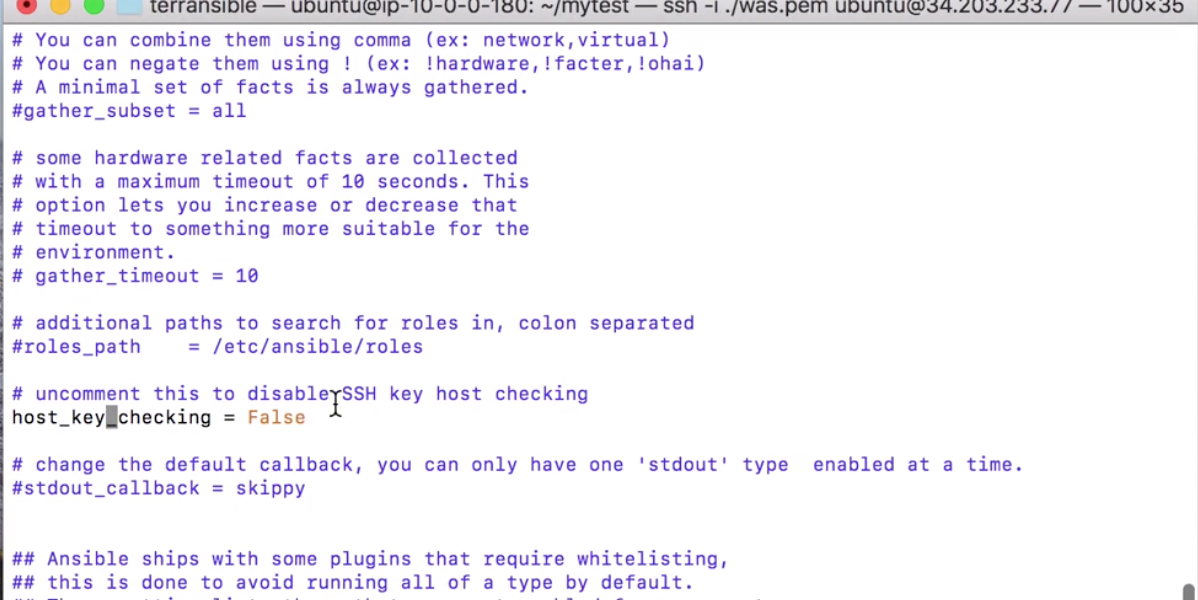 terransible — ubuntu@ip-10-0-0-180: ~/mytest — ssh -i ./was.pem ubuntu@34.203.233.77 — 100×35
# You can combine them using comma (ex: network,virtual)
# You can negate them using ! (ex: !hardware,!facter,!ohai)
# A minimal set of facts is always gathered.
#gather_subset = all
# some hardware related facts are collected
# with a maximum timeout of 10 seconds. This
# option lets you increase or decrease that
# timeout to something more suitable for the
# environment.
# gather_timeout = 10
# additional paths to search for roles in, colon separated
#roles_path    = /etc/ansible/roles
# uncomment this to disable SSH key host checking
host_key_checking = False
# change the default callback, you can only have one 'stdout' type  enabled at a time.
#stdout_callback = skippy
## Ansible ships with some plugins that require whitelisting,
## this is done to avoid running all of a type by default.